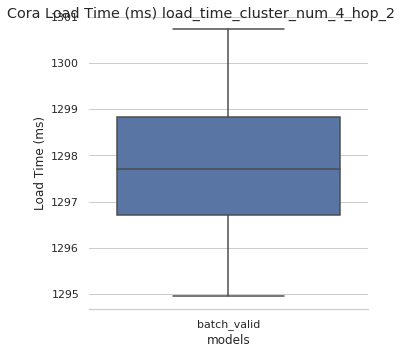 Cora Load Time (ms) load_time_cluster_num_4_hop_2
1301
1300
1299
1298
1297
1296
1295
Load Time (ms)
batch_valid
models